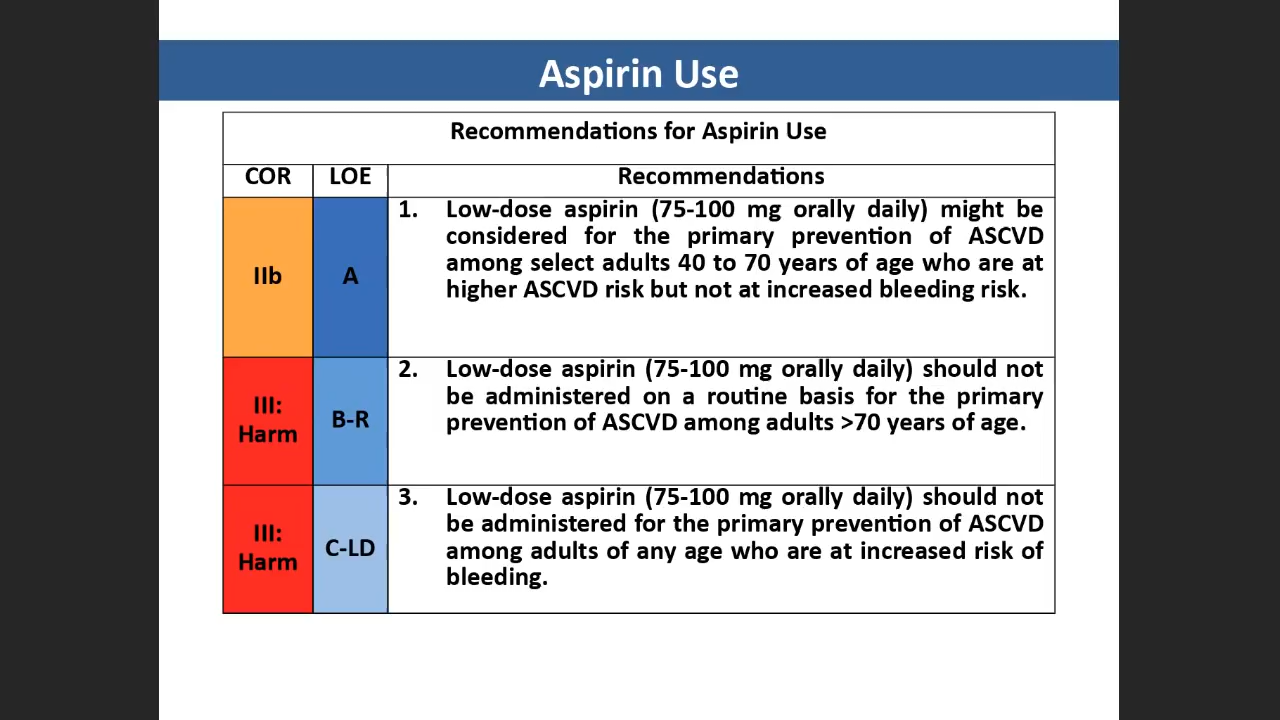 Aspirin Use
Recommendations for Aspirin Use
COR LOE Recommendations
IIb
A
1. Low-dose aspirin (75-100 mg orally daily) might be
considered for the primary prevention of ASCVD
among select adults 40 to 70 years of age who are at
higher ASCVD risk but not at increased bleeding risk.
III:
Harm
B-R
2. Low-dose aspirin (75-100 mg orally daily) should not
be administered on a routine basis for the primary
prevention of ASCVD among adults >70 years of age.
III:
Harm
C-LD
3. Low-dose aspirin (75-100 mg orally daily) should not
be administered for the primary prevention of ASCVD
among adults of any age who are at increased risk of
bleeding.